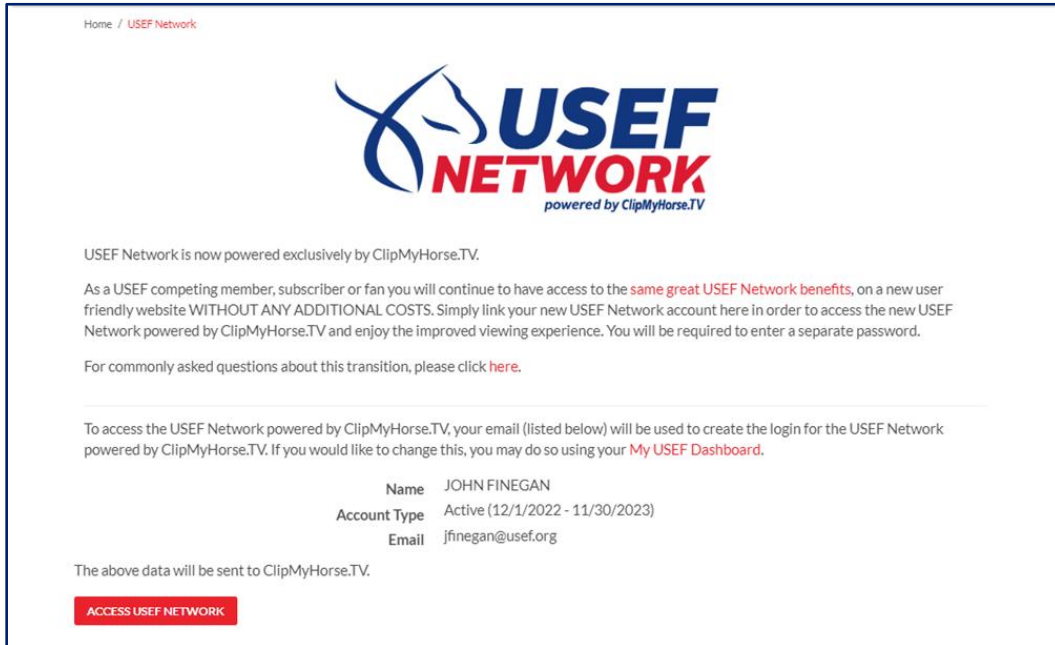 Home / USEF Network
USEF
NETWORK
powered by ClipMyHorse.TV
USEF Network is now powered exclusively by ClipMyHorse.TV.
As a USEF competing member, subscriber or fan you will continue to have access to the same great USEF Network benefits, on a new user
friendly website WITHOUT ANY ADDITIONAL COSTS. Simply link your new USEF Network account here in order to access the new USEF
Network powered by ClipMyHorse.TV and enjoy the improved viewing experience. You will be required to enter a separate password.
For commonly asked questions about this transition, please click here.
To access the USEF Network powered by ClipMyHorse.TV, your email (listed below) will be used to create the login for the USEF Network
powered by ClipMyHorse.TV. If you would like to change this, you may do so using your My USEF Dashboard.
Name JOHN FINEGAN
Account Type Active (12/1/2022 - 11/30/2023)
Email jfinegan@usef.org
The above data will be sent to ClipMyHorse.TV.
ACCESS USEF NETWORK